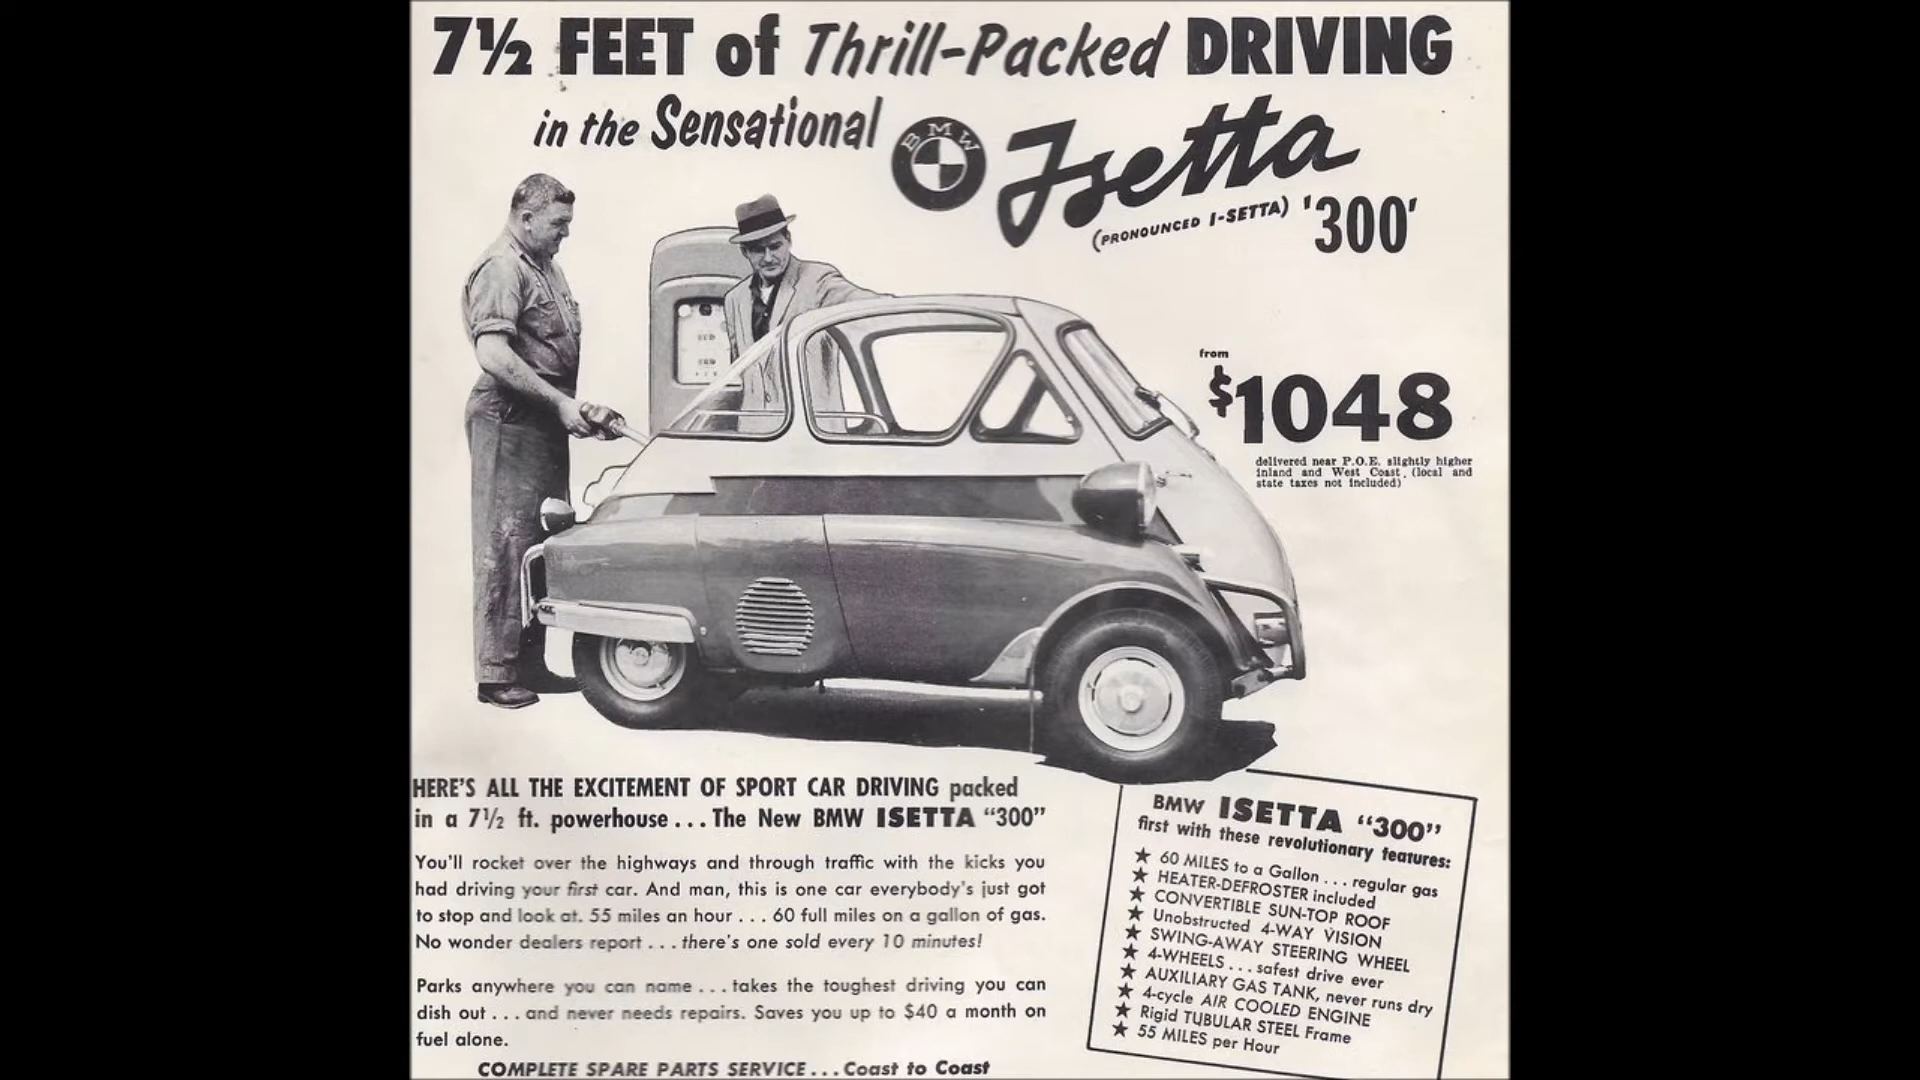 7½ FEET of Thrill-Packed DRIVING
in the Sensational BMW Isetta
(PRONOUNCED I-SETTA) '300'
from
$1048
delivered near P.O.E. slightly higher
inland and West Coast. (local and
state taxes not included)
HERE'S ALL THE EXCITEMENT OF SPORT CAR DRIVING packed
in a 7½ ft. powerhouse... The New BMW ISETTA "300"
You'll rocket over the highways and through traffic with the kicks you
had driving your first car. And man, this is one car everybody's just got
to stop and look at. 55 miles an hour... 60 full miles on a gallon of gas.
No wonder dealers report... there's one sold every 10 minutes!
Parks anywhere you can name... takes the toughest driving you can
dish out... and never needs repairs. Saves you up to $40 a month on
fuel alone.
COMPLETE SPARE PARTS SERVICE... Coast to Coast
BMW ISETTA "300"
first with these revolutionary features:
★ 60 MILES to a Gallon... regular gas
★ HEATER-DEFROSTER included
★ CONVERTIBLE SUN-TOP ROOF
★ Unobstructed 4-WAY VISION
★ SWING-AWAY STEERING WHEEL
★ 4-WHEELS... safest drive ever
★ AUXILIARY GAS TANK, never runs dry
★ 4-cycle AIR COOLED ENGINE
★ Rigid TUBULAR STEEL Frame
★ 55 MILES per Hour